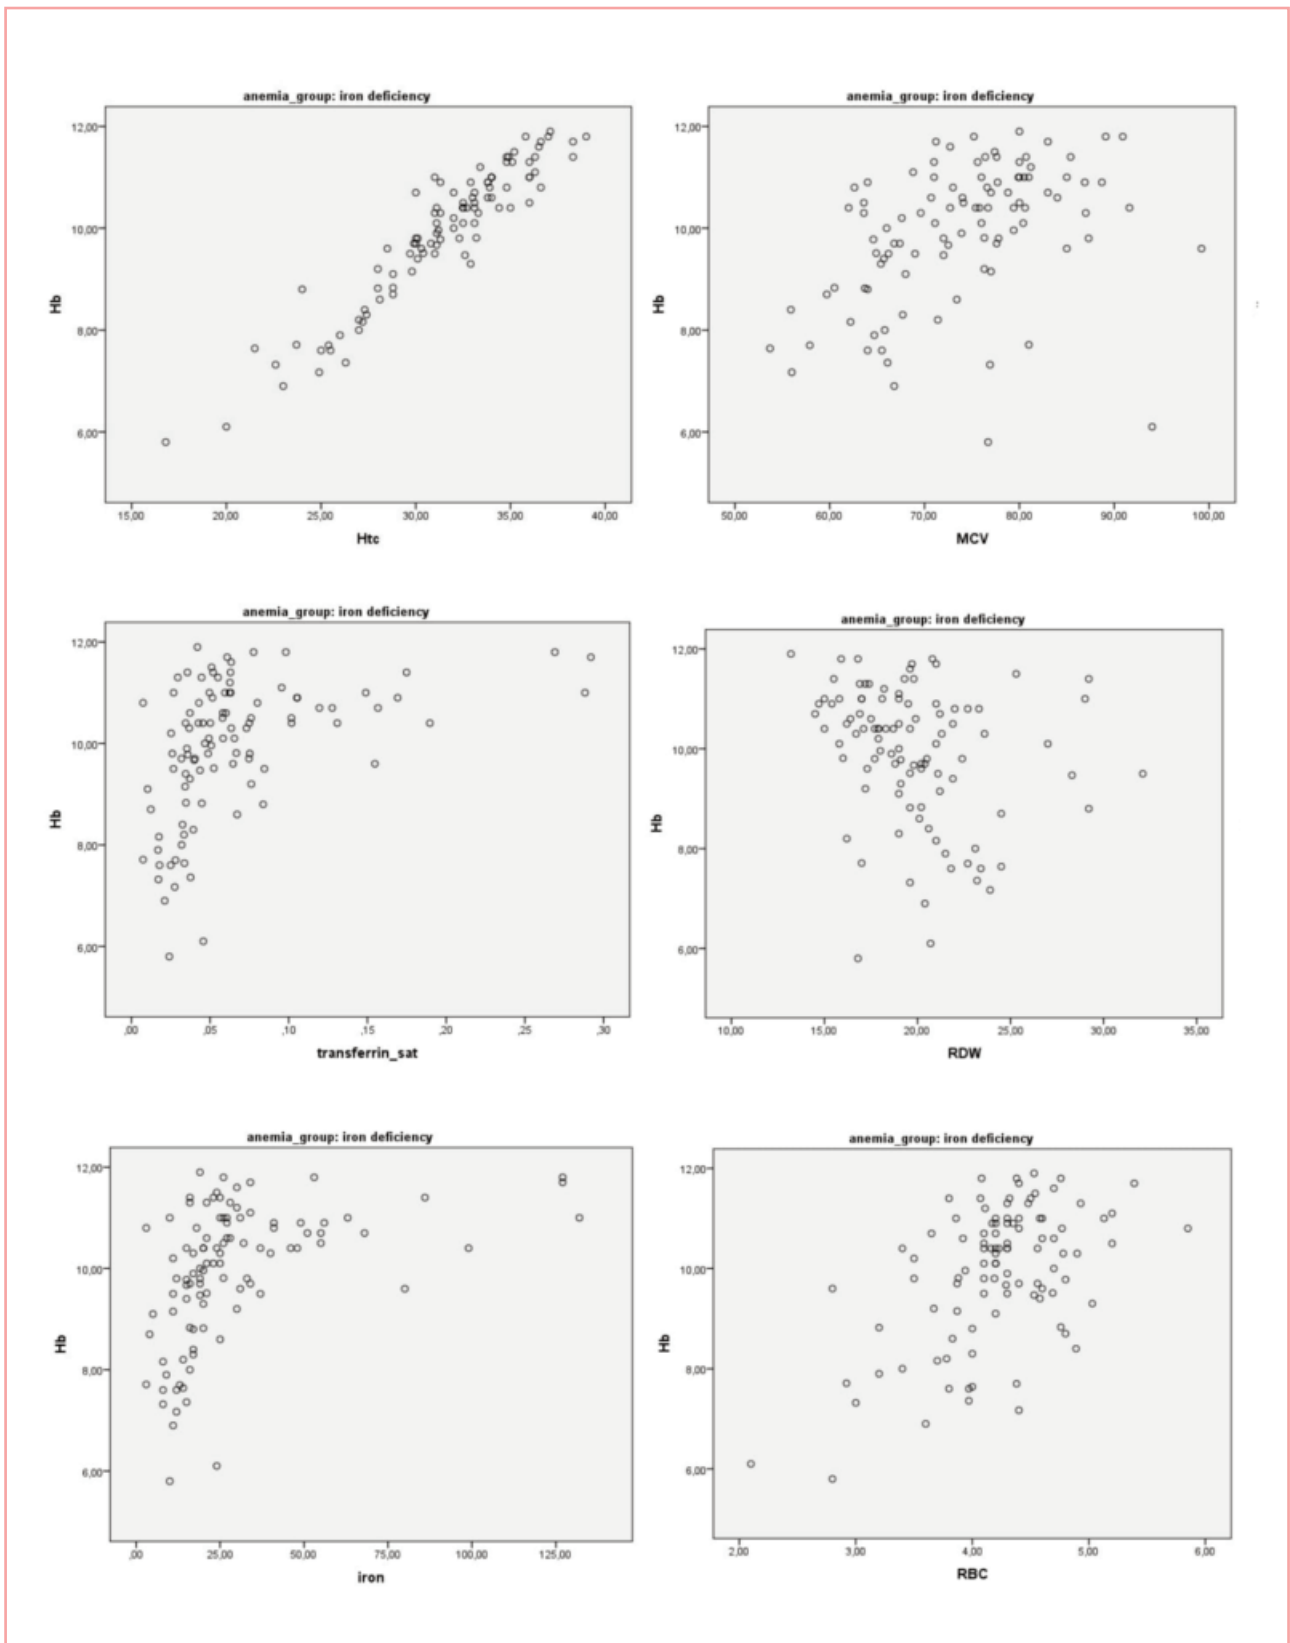 anemia_group: iron deficiency
12,00
10,00
8,00
6,00
Hb
15,00 20,00 25,00 30,00 35,00 40,00
Htc
anemia_group: iron deficiency
12,00
10,00
8,00
6,00
Hb
50,00 60,00 70,00 80,00 90,00 100,00
MCV
anemia_group: iron deficiency
12,00
10,00
8,00
6,00
Hb
,00 ,05 ,10 ,15 ,20 ,25 ,30
transferrin_sat
anemia_group: iron deficiency
12,00
10,00
8,00
6,00
Hb
10,00 15,00 20,00 25,00 30,00 35,00
RDW
anemia_group: iron deficiency
12,00
10,00
8,00
6,00
Hb
,00 25,00 50,00 75,00 100,00 125,00
iron
anemia_group: iron deficiency
12,00
10,00
8,00
6,00
Hb
2,00 3,00 4,00 5,00 6,00
RBC